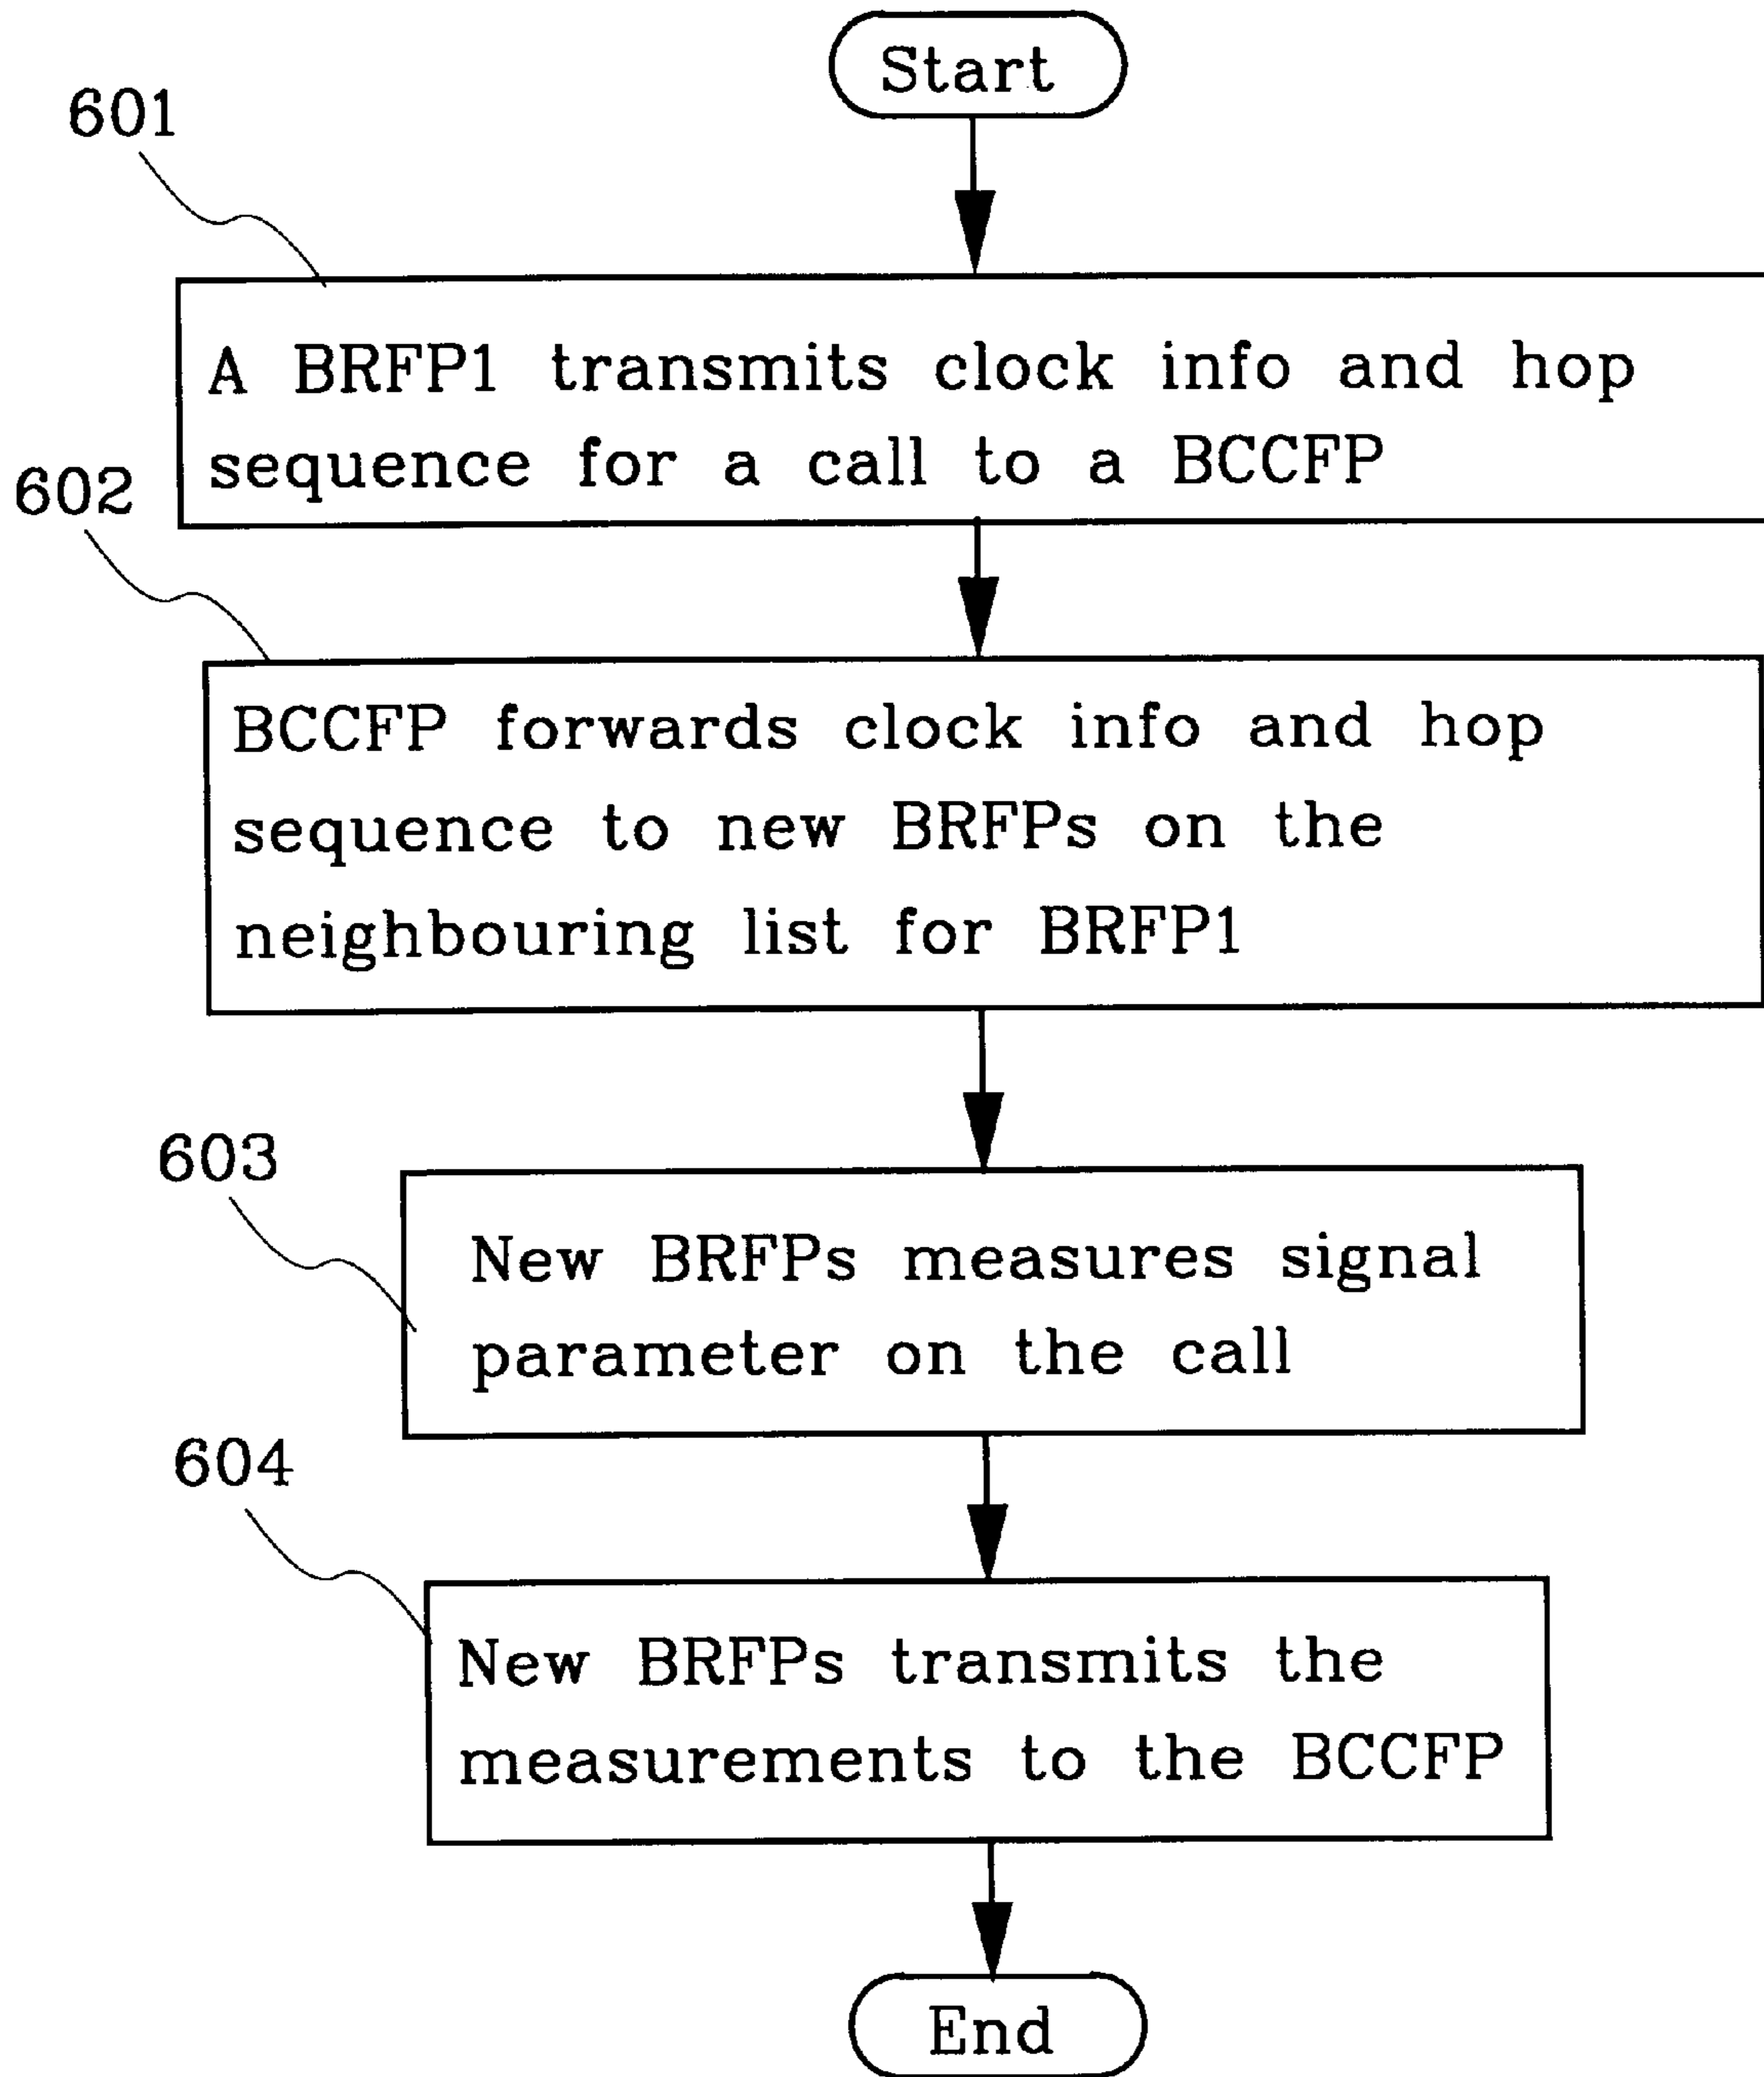 Start
601
A BRFP1 transmits clock info and hop
sequence for a call to a BCCFP
602
BCCFP forwards clock info and hop
sequence to new BRFPs on the
neighbouring list for BRFP1
603
New BRFPs measures signal
parameter on the call
604
New BRFPs transmits the
measurements to the BCCFP
End